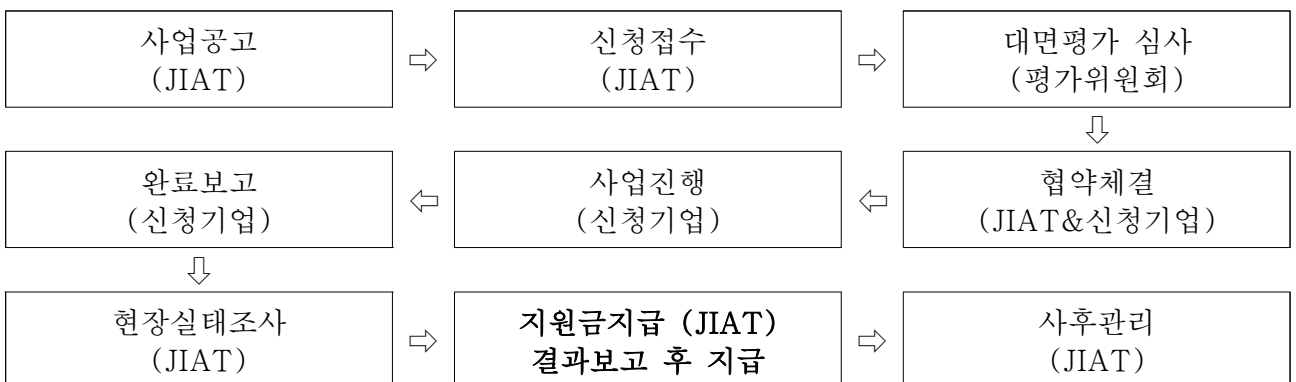 사업공고
(JIAT)
신청접수
(JIAT)
대면평가 심사
(평가위원회)
협약체결
(JIAT&신청기업)
사업진행
(신청기업)
완료보고
(신청기업)
현장실태조사
(JIAT)
지원금지급 (JIAT)
결과보고 후 지급
사후관리
(JIAT)